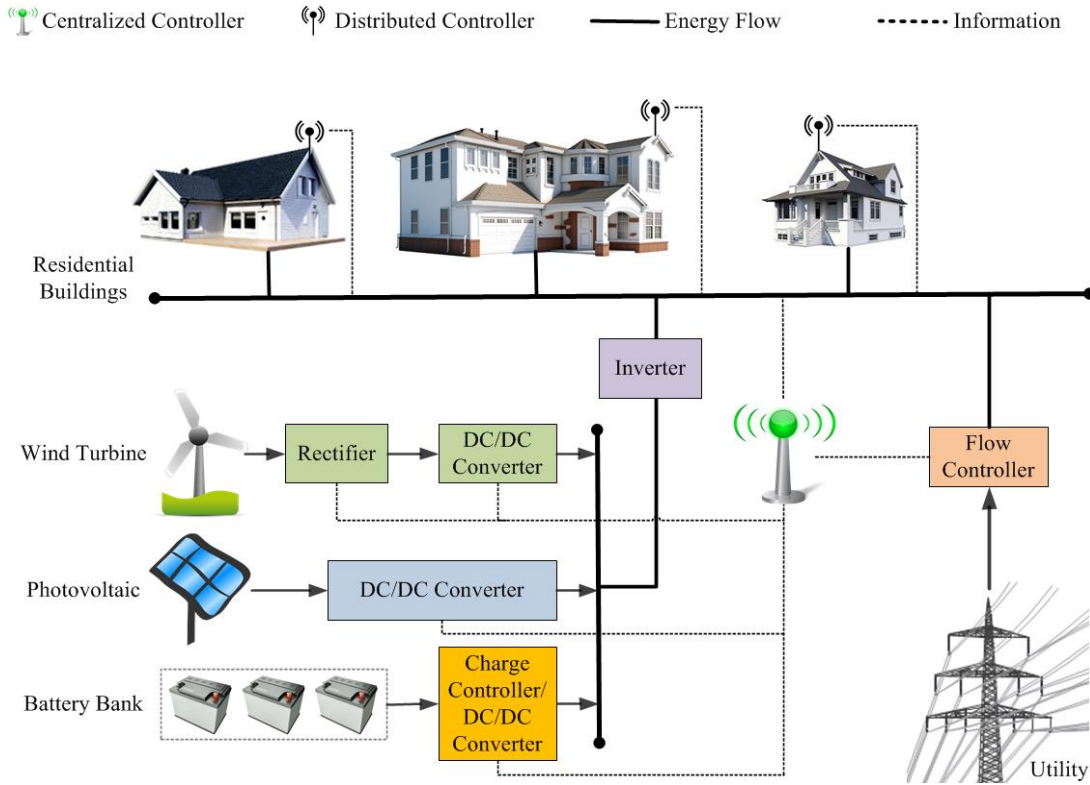 Centralized Controller
Distributed Controller
Energy Flow
Information
Residential
Buildings
Inverter
Wind Turbine
Rectifier
DC/DC
Converter
Flow
Controller
Photovoltaic
DC/DC Converter
Battery Bank
Charge
Controller/
DC/DC
Converter
Utility